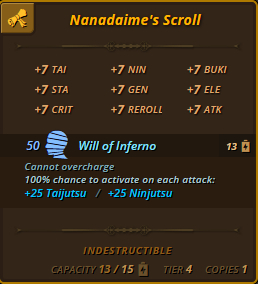 Nanadaime's Scroll
+7 TAI +7 NIN +7 BUKI
+7 STA +7 GEN +7 ELE
+7 CRIT +7 REROLL +7 ATK
50 Will of Inferno 13
Cannot overcharge
100% chance to activate on each attack:
+25 Taijutsu / +25 Ninjutsu
INDESTRUCTIBLE
CAPACITY 13 / 15 TIER 4 COPIES 1